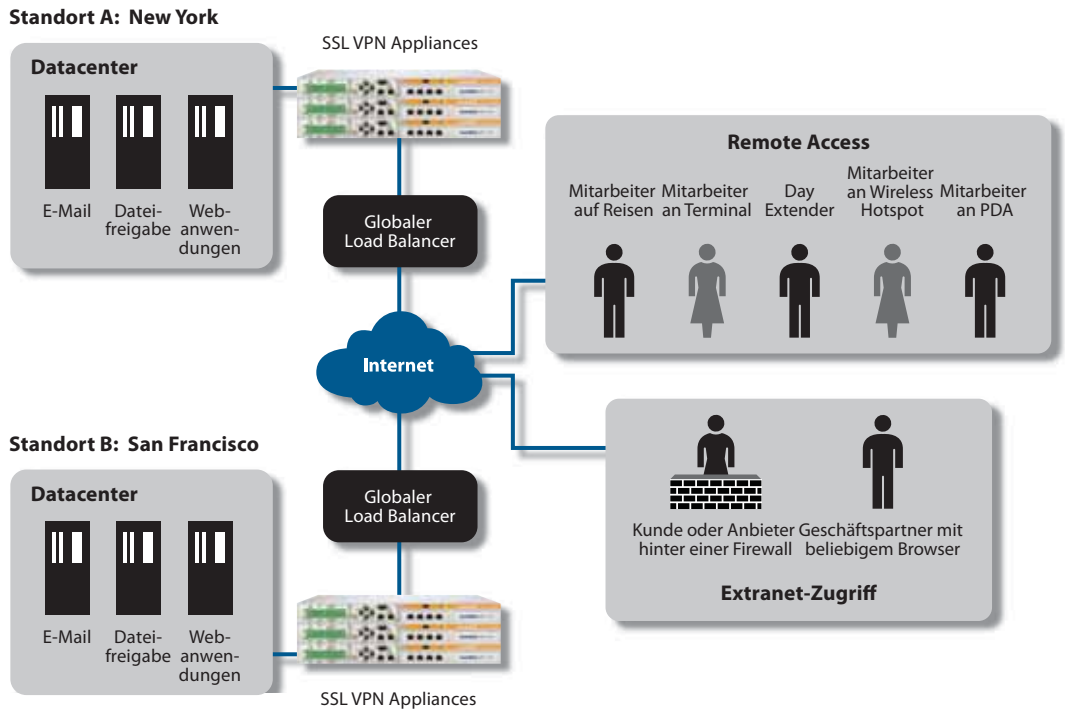 Standort A: New York
SSL VPN Appliances
Datacenter
E-Mail
Datei-
freigabe
Web-
anwen-
dungen
Globaler
Load Balancer
Remote Access
Mitarbeiter
auf Reisen
Mitarbeiter
an Terminal
Day
Extender
Mitarbeiter
an Wireless
Hotspot
Mitarbeiter
an PDA
Internet
Standort B: San Francisco
Datacenter
E-Mail
Datei-
freigabe
Web-
anwen-
dungen
Globaler
Load Balancer
SSL VPN Appliances
Kunde oder Anbieter
hinter einer Firewall
Geschäftspartner mit
beliebigem Browser
Extranet-Zugriff